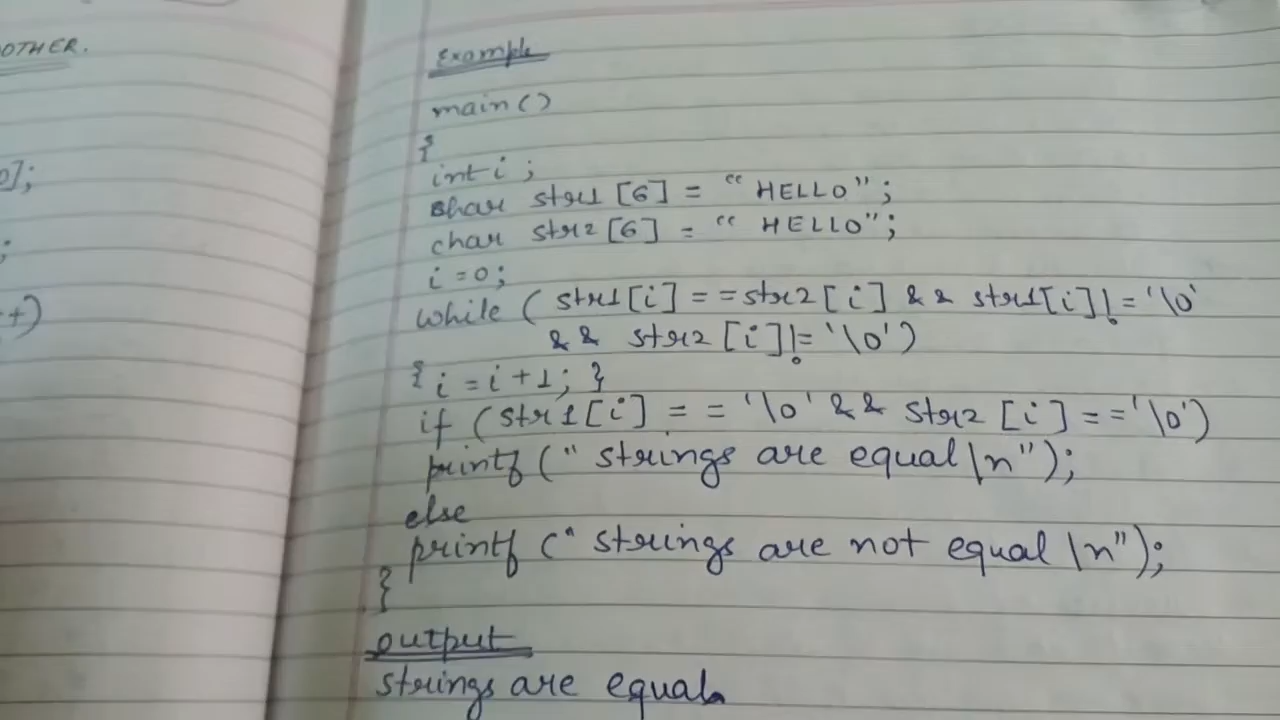 OTHER.
];
;
+)
Example
main()
{
int i ;
char str1 [6] = "HELLO";
char str2 [6] = "HELLO";
i=0;
while ( str1[i] == str2 [i] && str1[i] != '\0'
&& str2 [i] != '\0')
{ i = i +1; }
if (str1[i] == '\0' && str2 [i] == '\0')
printf (" strings are equal \n");
else
printf (" strings are not equal \n");
}
output
strings are equal.